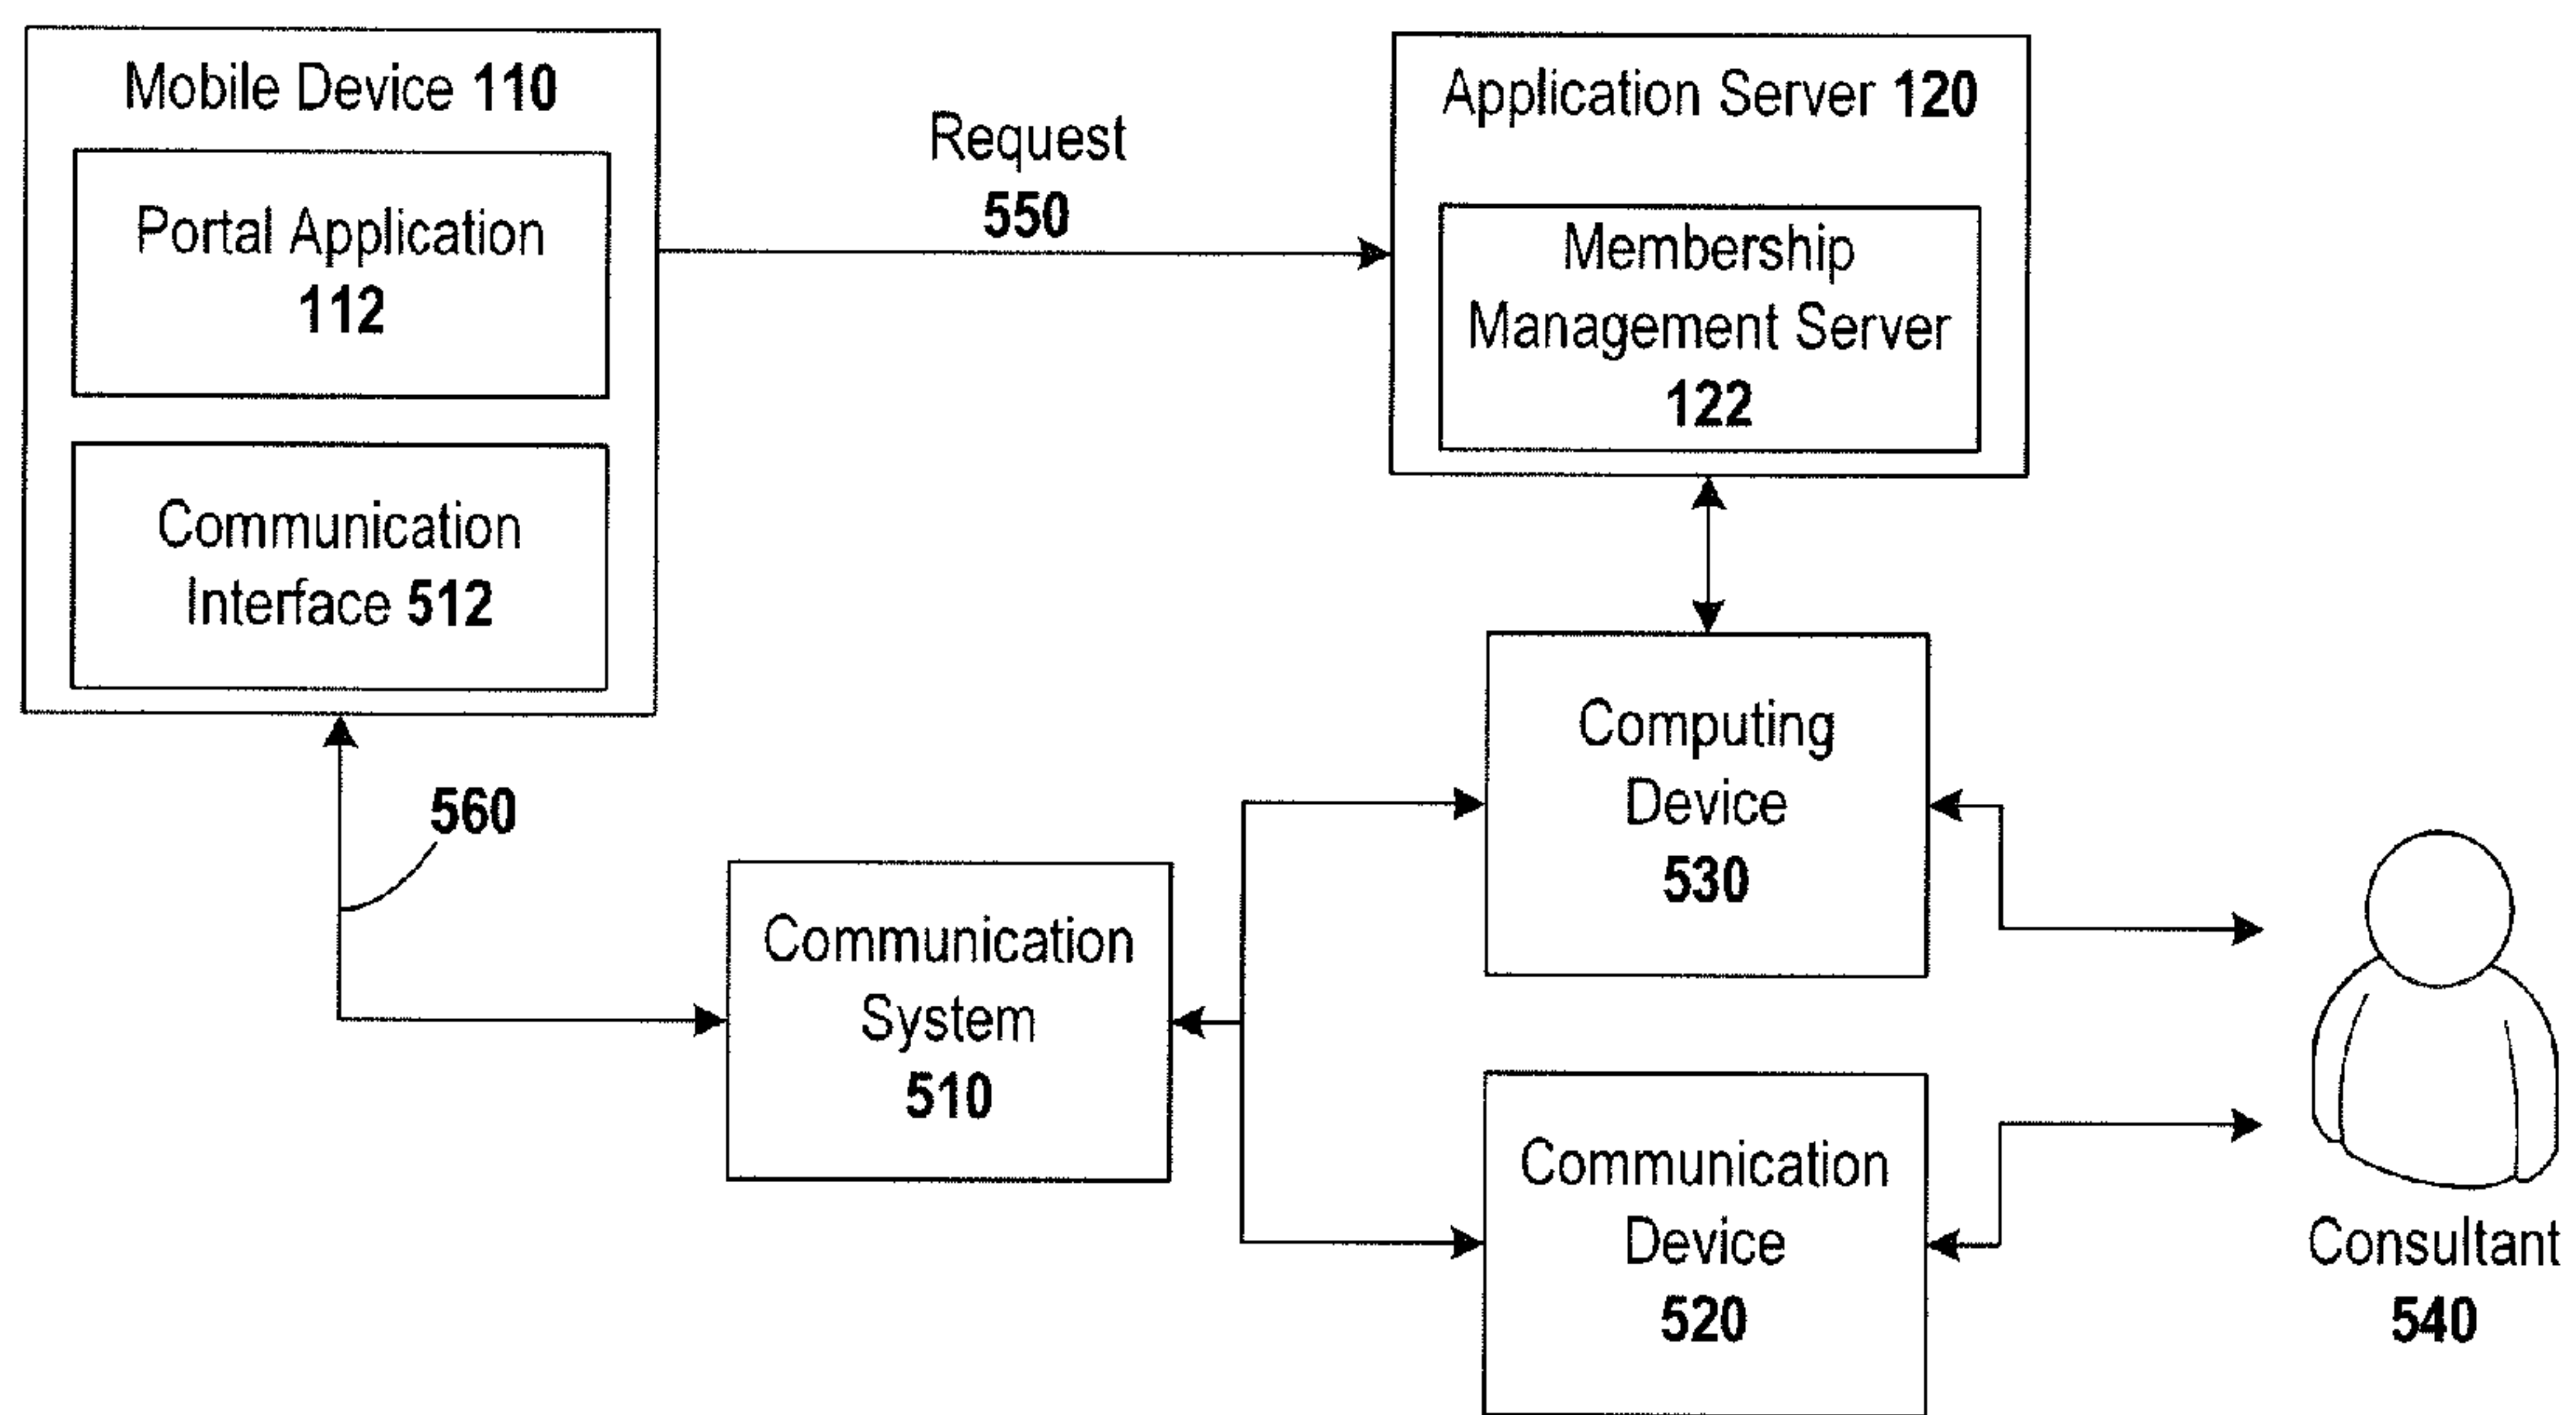 Mobile Device 110
Portal Application
112
Communication
Interface 512
Request
550
Application Server 120
Membership
Management Server
122
560
Communication
System
510
Computing
Device
530
Communication
Device
520
Consultant
540